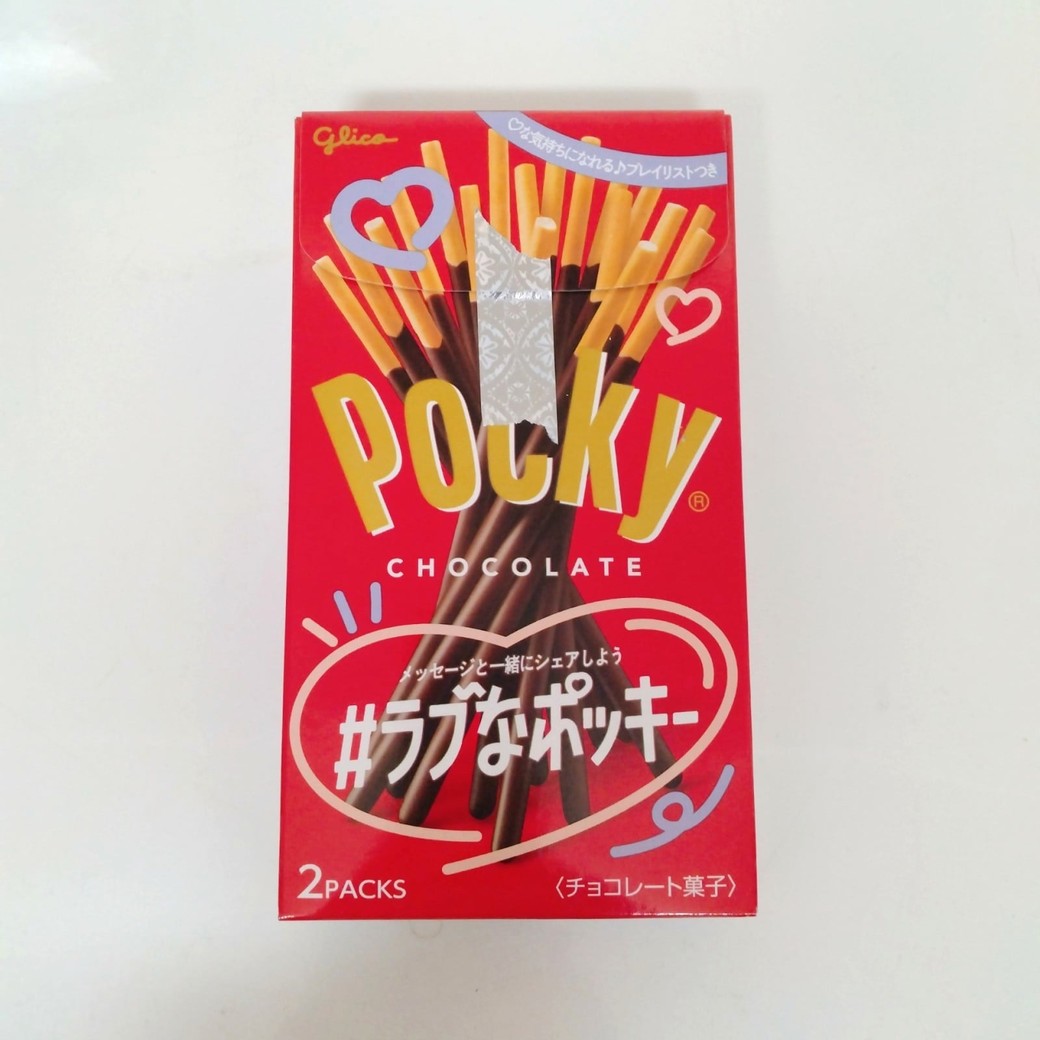 Glico
♡な気持ちになれる♪プレイリストつき
Pocky®
CHOCOLATE
メッセージと一緒にシェアしよう
#ラブなポッキー
2PACKS
〈チョコレート菓子〉